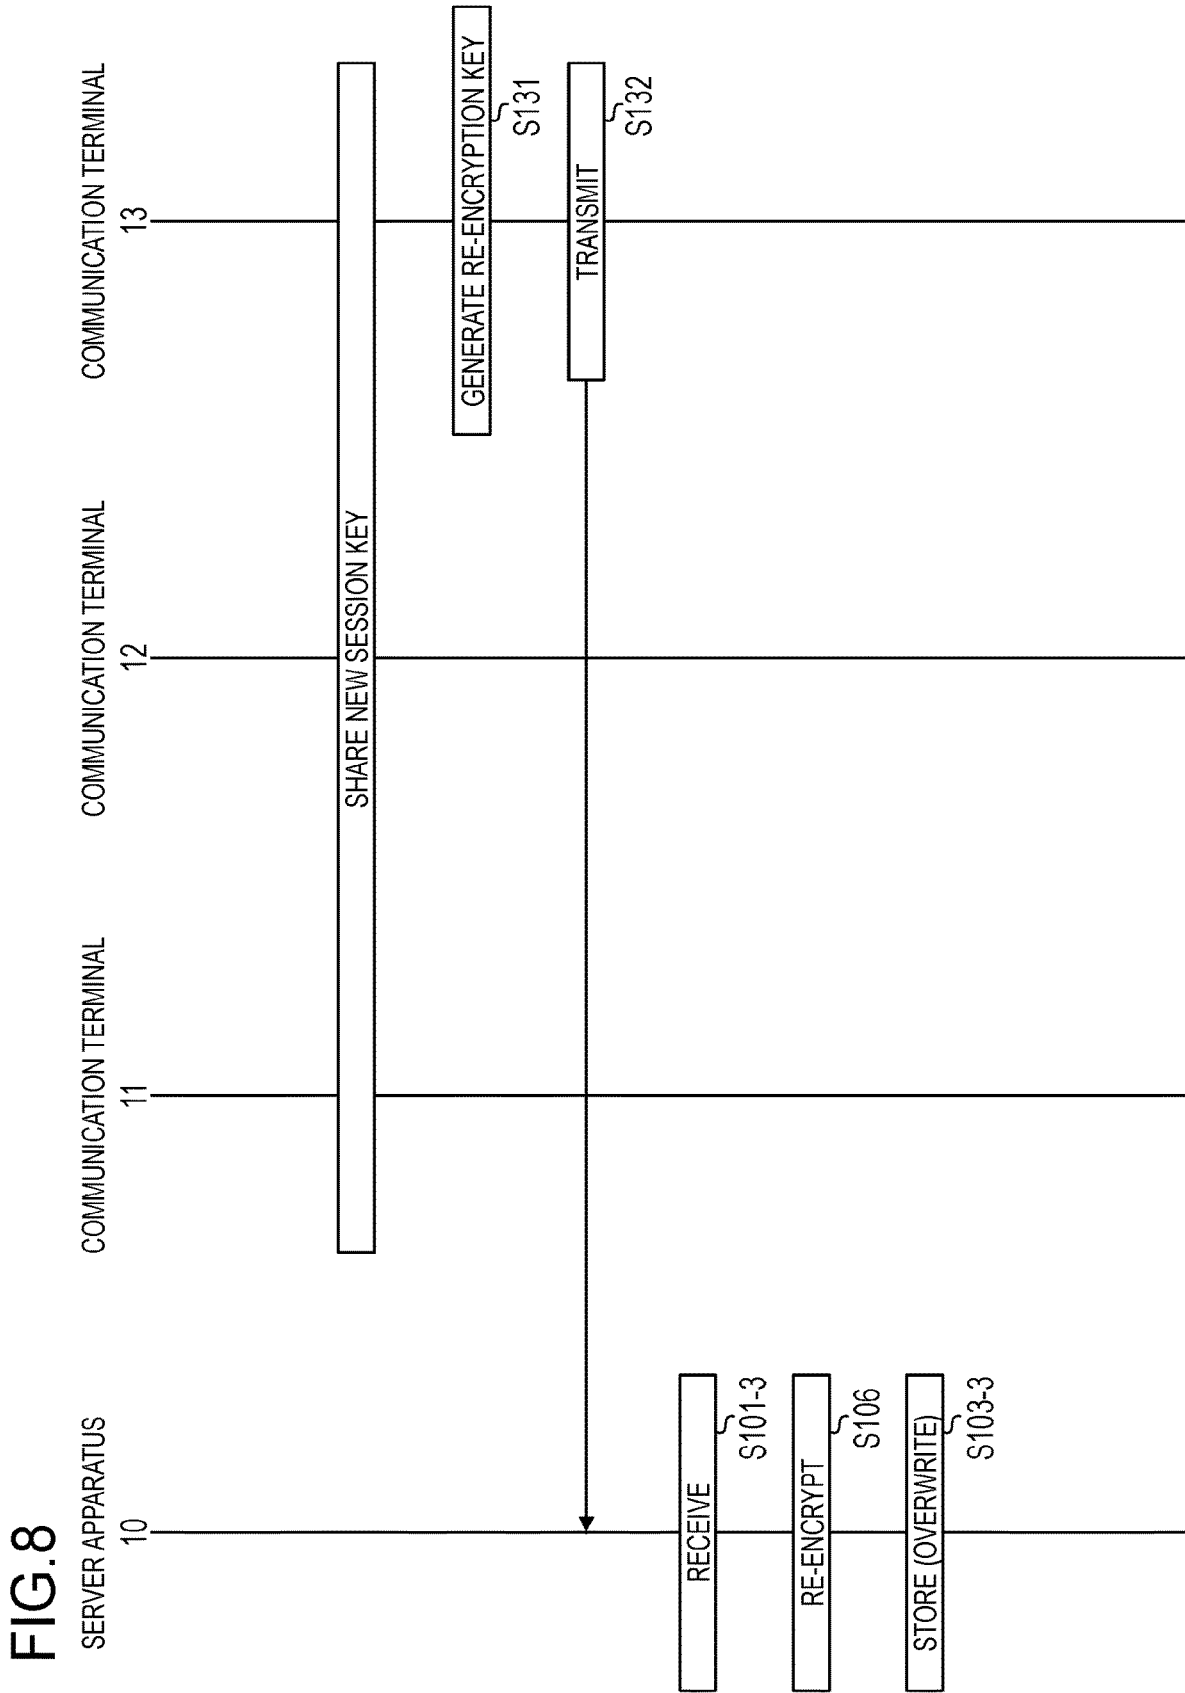 FIG.8
SERVER APPARATUS
10
COMMUNICATION TERMINAL
11
COMMUNICATION TERMINAL
12
COMMUNICATION TERMINAL
13
SHARE NEW SESSION KEY
GENERATE RE-ENCRYPTION KEY
S131
TRANSMIT
S132
RECEIVE
S101-3
RE-ENCRYPT
S106
STORE (OVERWRITE)
S103-3